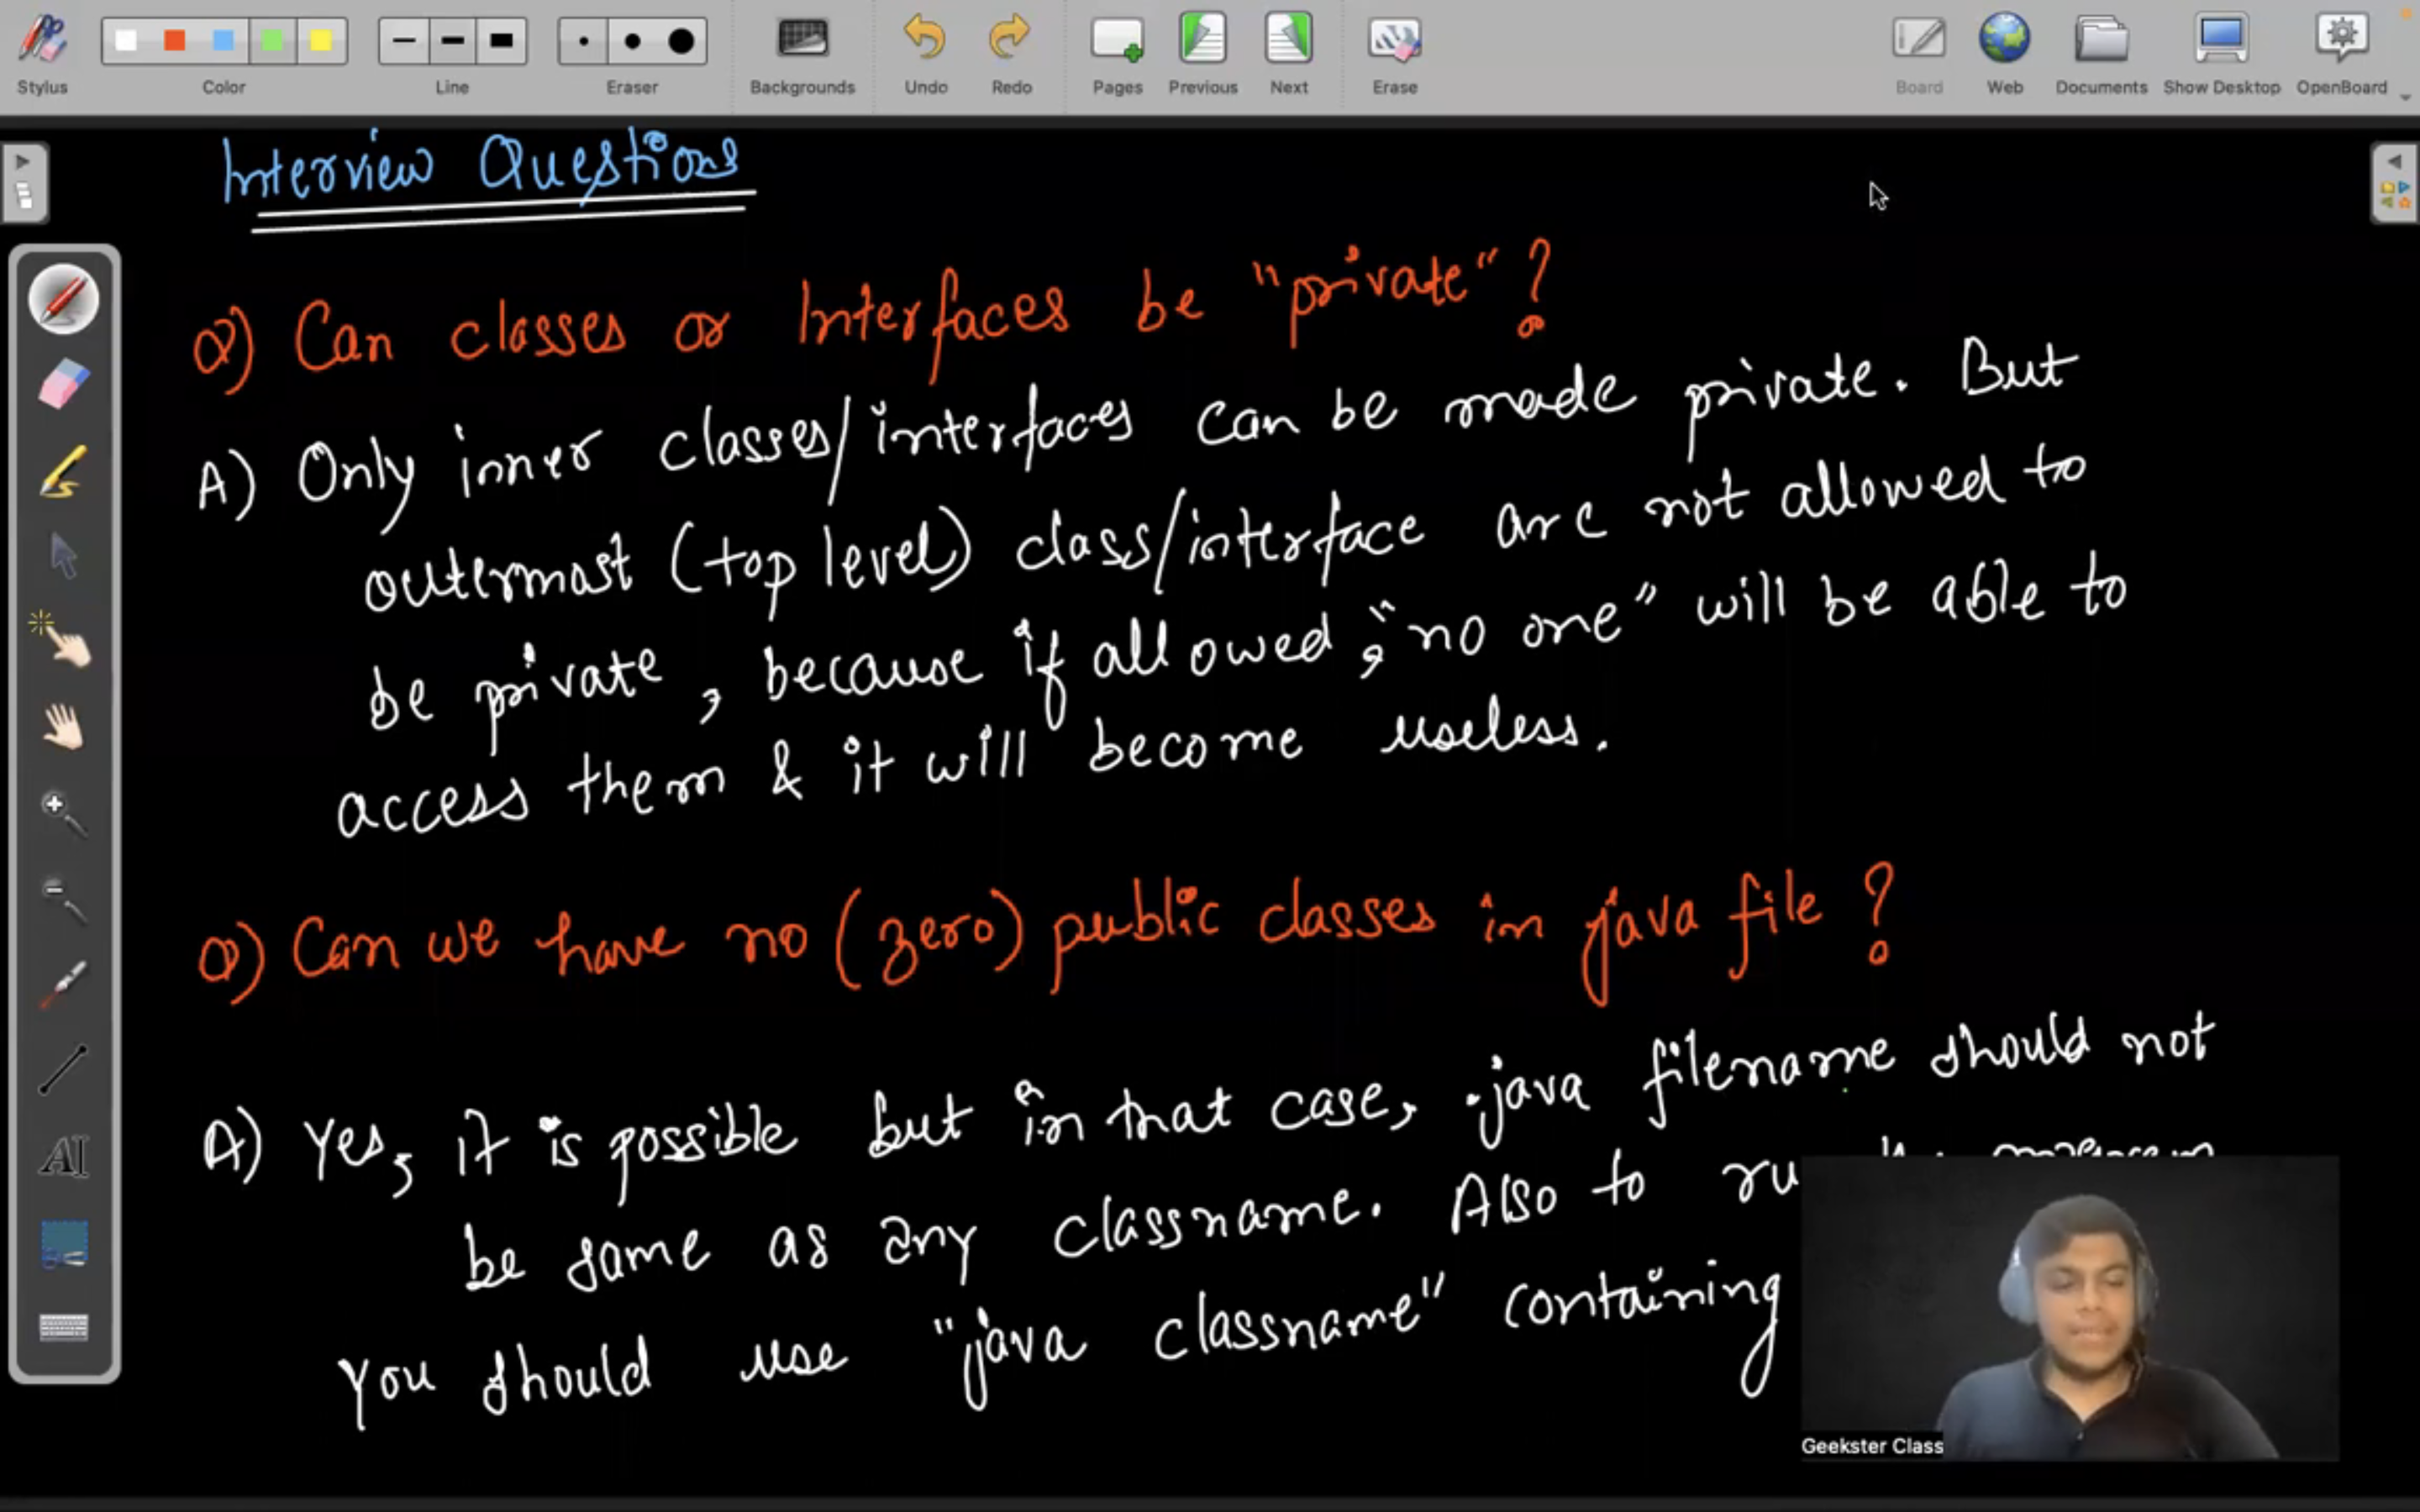 Stylus
Color
Line
Eraser
Backgrounds
Undo
Redo
Pages
Previous
Next
Erase
Board
Web
Documents
Show Desktop
OpenBoard
Interview Questions
Q) Can classes or Interfaces be "private"?
A) Only inner classes/interfaces can be made private. But
outermost (top level) class/interface are not allowed to
be private, because if allowed, "no one" will be able to
access them & it will become useless.
Q) Can we have no (zero) public classes in java file?
A) Yes, it is possible but in that case, .java filename should not
be same as any classname. Also to
you should use "java classname" containing
AI
Geekster Class